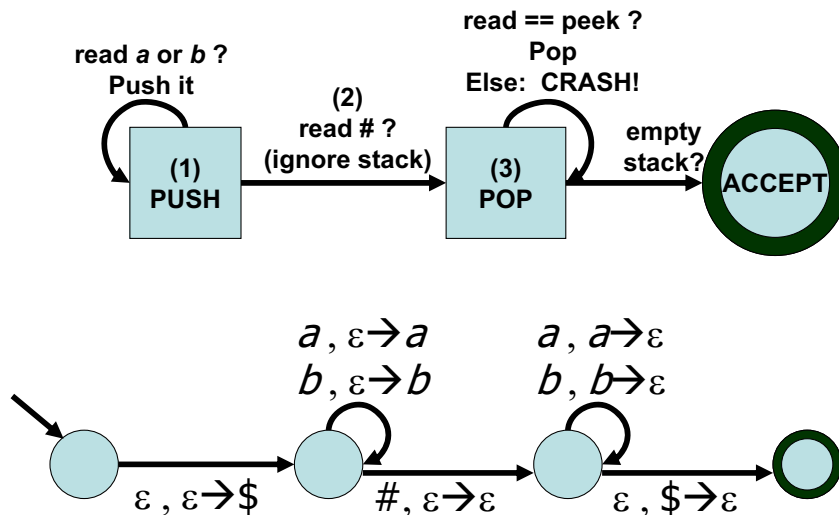 read a or b ?
Push it
(2)
read # ?
(ignore stack)
read == peek ?
Pop
Else: CRASH!
empty
stack?
(1)
PUSH
(3)
POP
ACCEPT
a , ε→a
b , ε→b
a , a→ε
b , b→ε
ε , ε→$
#, ε→ε
ε , $→ε